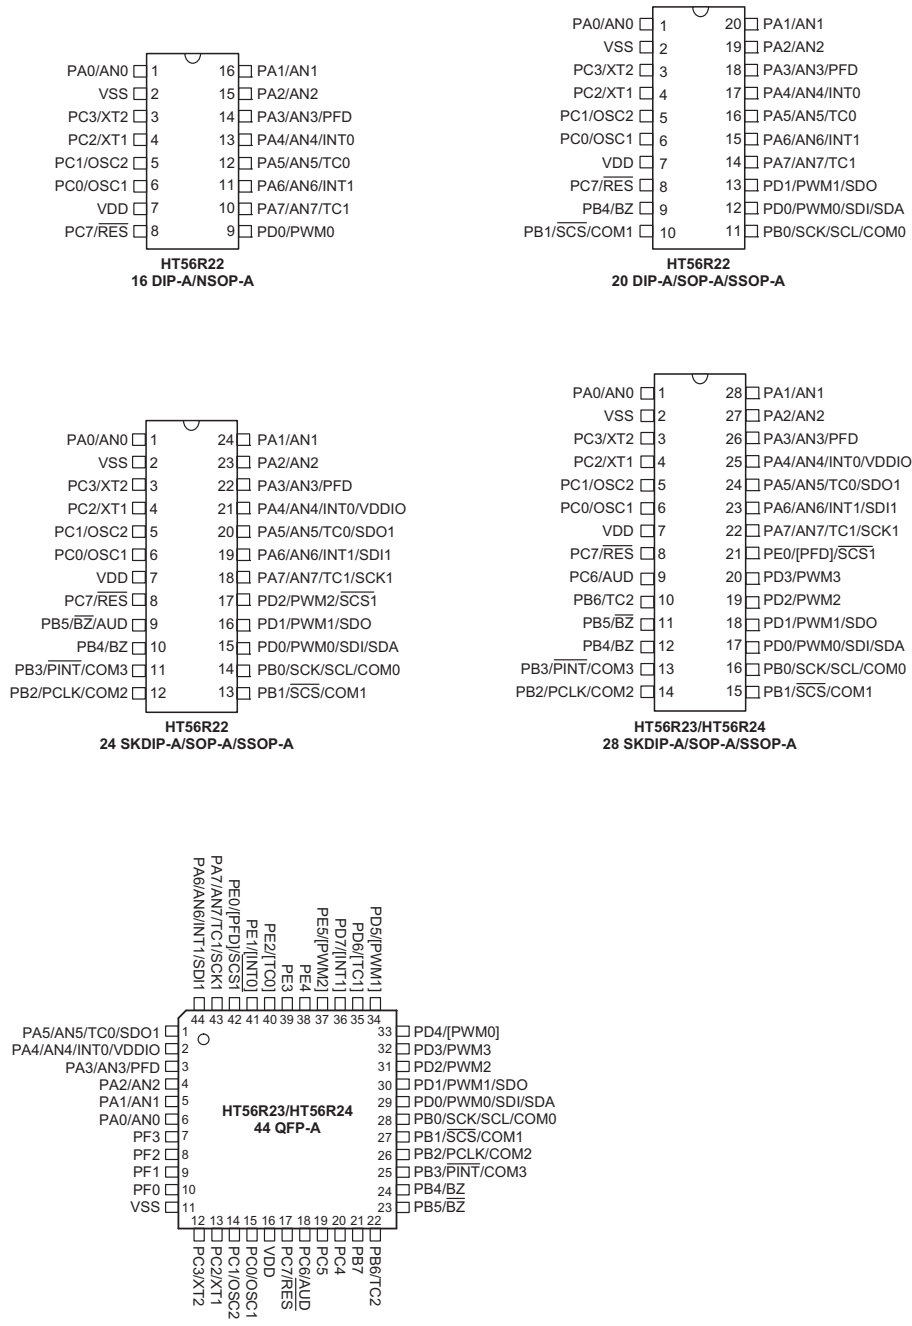 PA0/AN0 1 16 PA1/AN1
VSS 2 15 PA2/AN2
PC3/XT2 3 14 PA3/AN3/PFD
PC2/XT1 4 13 PA4/AN4/INT0
PC1/OSC2 5 12 PA5/AN5/TC0
PC0/OSC1 6 11 PA6/AN6/INT1
VDD 7 10 PA7/AN7/TC1
PC7/R̅E̅S̅ 8 9 PD0/PWM0
HT56R22
16 DIP-A/NSOP-A
PA0/AN0 1 20 PA1/AN1
VSS 2 19 PA2/AN2
PC3/XT2 3 18 PA3/AN3/PFD
PC2/XT1 4 17 PA4/AN4/INT0
PC1/OSC2 5 16 PA5/AN5/TC0
PC0/OSC1 6 15 PA6/AN6/INT1
VDD 7 14 PA7/AN7/TC1
PC7/R̅E̅S̅ 8 13 PD1/PWM1/SDO
PB4/BZ 9 12 PD0/PWM0/SDI/SDA
PB1/S̅C̅S̅/COM1 10 11 PB0/SCK/SCL/COM0
HT56R22
20 DIP-A/SOP-A/SSOP-A
PA0/AN0 1 24 PA1/AN1
VSS 2 23 PA2/AN2
PC3/XT2 3 22 PA3/AN3/PFD
PC2/XT1 4 21 PA4/AN4/INT0/VDDIO
PC1/OSC2 5 20 PA5/AN5/TC0/SDO1
PC0/OSC1 6 19 PA6/AN6/INT1/SDI1
VDD 7 18 PA7/AN7/TC1/SCK1
PC7/R̅E̅S̅ 8 17 PD2/PWM2/S̅C̅S̅1̅
PB5/B̅Z̅/AUD 9 16 PD1/PWM1/SDO
PB4/BZ 10 15 PD0/PWM0/SDI/SDA
PB3/P̅I̅N̅T̅/COM3 11 14 PB0/SCK/SCL/COM0
PB2/PCLK/COM2 12 13 PB1/S̅C̅S̅/COM1
HT56R22
24 SKDIP-A/SOP-A/SSOP-A
PA0/AN0 1 28 PA1/AN1
VSS 2 27 PA2/AN2
PC3/XT2 3 26 PA3/AN3/PFD
PC2/XT1 4 25 PA4/AN4/INT0/VDDIO
PC1/OSC2 5 24 PA5/AN5/TC0/SDO1
PC0/OSC1 6 23 PA6/AN6/INT1/SDI1
VDD 7 22 PA7/AN7/TC1/SCK1
PC7/R̅E̅S̅ 8 21 PE0/[PFD]/S̅C̅S̅1̅
PC6/AUD 9 20 PD3/PWM3
PB6/TC2 10 19 PD2/PWM2
PB5/B̅Z̅ 11 18 PD1/PWM1/SDO
PB4/BZ 12 17 PD0/PWM0/SDI/SDA
PB3/P̅I̅N̅T̅/COM3 13 16 PB0/SCK/SCL/COM0
PB2/PCLK/COM2 14 15 PB1/S̅C̅S̅/COM1
HT56R23/HT56R24
28 SKDIP-A/SOP-A/SSOP-A
PA6/AN6/INT1/SDI1 44
PA7/AN7/TC1/SCK1 43
PE0/[PFD]/S̅C̅S̅1̅ 42
PE1/[INT0] 41
PE2/[TC0] 40
PE3 39
PE4 38
PE5/[PWM2] 37
PD7/[INT1] 36
PD6/[TC1] 35
PD5/[PWM1] 34
PA5/AN5/TC0/SDO1 1 33 PD4/[PWM0]
PA4/AN4/INT0/VDDIO 2 32 PD3/PWM3
PA3/AN3/PFD 3 31 PD2/PWM2
PA2/AN2 4 30 PD1/PWM1/SDO
PA1/AN1 5 29 PD0/PWM0/SDI/SDA
PA0/AN0 6 28 PB0/SCK/SCL/COM0
PF3 7 27 PB1/S̅C̅S̅/COM1
PF2 8 26 PB2/PCLK/COM2
PF1 9 25 PB3/P̅I̅N̅T̅/COM3
PF0 10 24 PB4/BZ
VSS 11 23 PB5/B̅Z̅
HT56R23/HT56R24
44 QFP-A
12 PC3/XT2
13 PC2/XT1
14 PC1/OSC2
15 PC0/OSC1
16 VDD
17 PC7/R̅E̅S̅
18 PC6/AUD
19 PC5
20 PC4
21 PB7
22 PB6/TC2